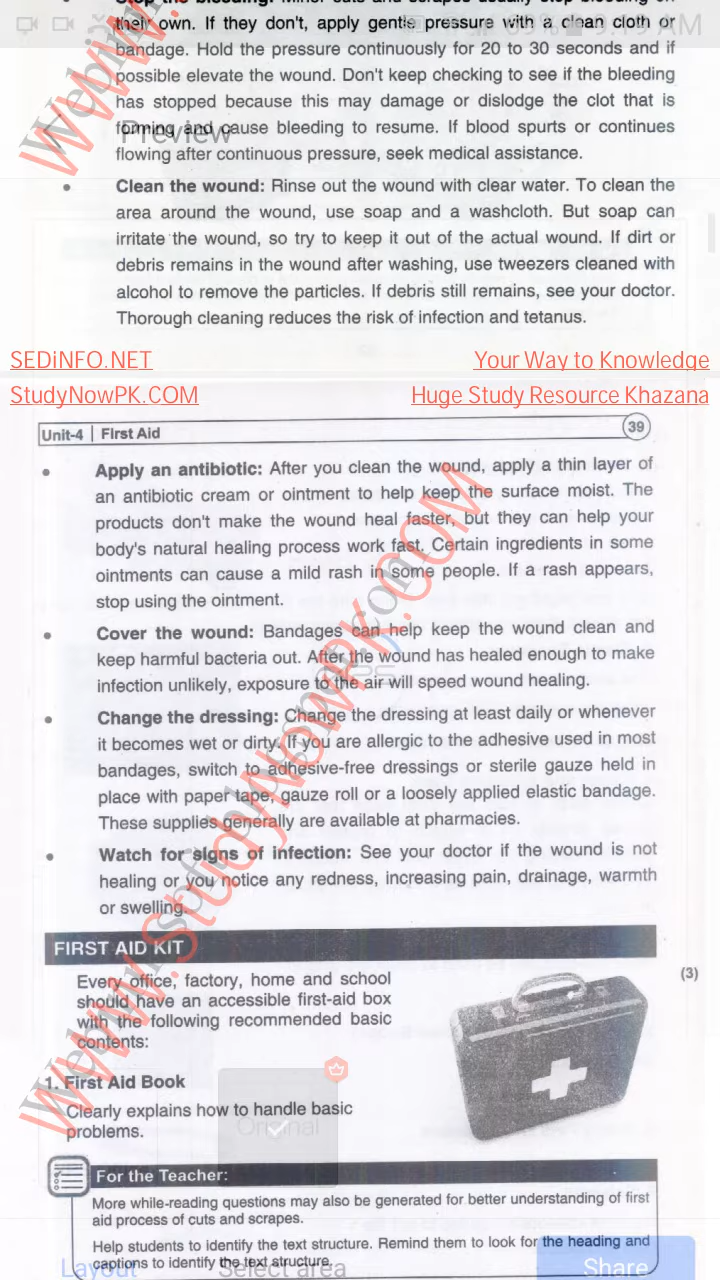 Stop the bleeding: Minor cuts and scrapes usually stop bleeding on
their own. If they don't, apply gentle pressure with a clean cloth or
69% 9:19 AM
bandage. Hold the pressure continuously for 20 to 30 seconds and if
possible elevate the wound. Don't keep checking to see if the bleeding
has stopped because this may damage or dislodge the clot that is
forming and cause bleeding to resume. If blood spurts or continues
Preview
flowing after continuous pressure, seek medical assistance.
• Clean the wound: Rinse out the wound with clear water. To clean the
area around the wound, use soap and a washcloth. But soap can
irritate the wound, so try to keep it out of the actual wound. If dirt or
debris remains in the wound after washing, use tweezers cleaned with
alcohol to remove the particles. If debris still remains, see your doctor.
Thorough cleaning reduces the risk of infection and tetanus.
SEDiNFO.NET Your Way to Knowledge
StudyNowPK.COM Huge Study Resource Khazana
Unit-4 | First Aid 39
• Apply an antibiotic: After you clean the wound, apply a thin layer of
an antibiotic cream or ointment to help keep the surface moist. The
products don't make the wound heal faster, but they can help your
body's natural healing process work fast. Certain ingredients in some
ointments can cause a mild rash in some people. If a rash appears,
stop using the ointment.
• Cover the wound: Bandages can help keep the wound clean and
keep harmful bacteria out. After the wound has healed enough to make
infection unlikely, exposure to the air will speed wound healing.
• Change the dressing: Change the dressing at least daily or whenever
it becomes wet or dirty. If you are allergic to the adhesive used in most
bandages, switch to adhesive-free dressings or sterile gauze held in
place with paper tape, gauze roll or a loosely applied elastic bandage.
These supplies generally are available at pharmacies.
• Watch for signs of infection: See your doctor if the wound is not
healing or you notice any redness, increasing pain, drainage, warmth
or swelling.
WWW.StudyNowPK.COM
FIRST AID KIT
Every office, factory, home and school
should have an accessible first-aid box
with the following recommended basic
contents:
(3)
1. First Aid Book
Clearly explains how to handle basic
problems.
Original
For the Teacher:
More while-reading questions may also be generated for better understanding of first
aid process of cuts and scrapes.
Help students to identify the text structure. Remind them to look for the heading and
captions to identify the text structure.
Layout Select area Share